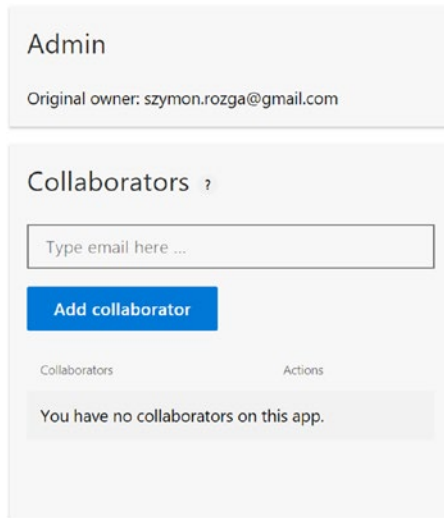 Admin
Original owner: szymon.rozga@gmail.com
Collaborators ?
Type email here ...
Add collaborator
Collaborators Actions
You have no collaborators on this app.